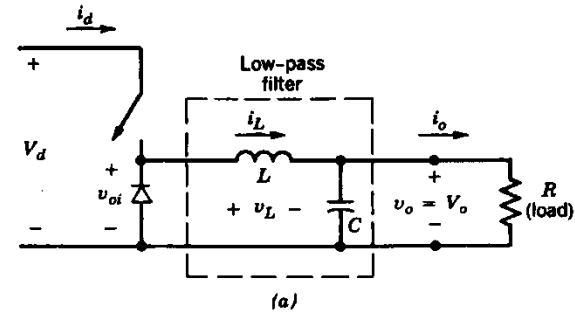 i_d
Low-pass
filter
+
i_L
i_o
V_d
L
+
+
R
v_oi
+ v_L −
C
v_o = V_o
(load)
−
−
−
(a)